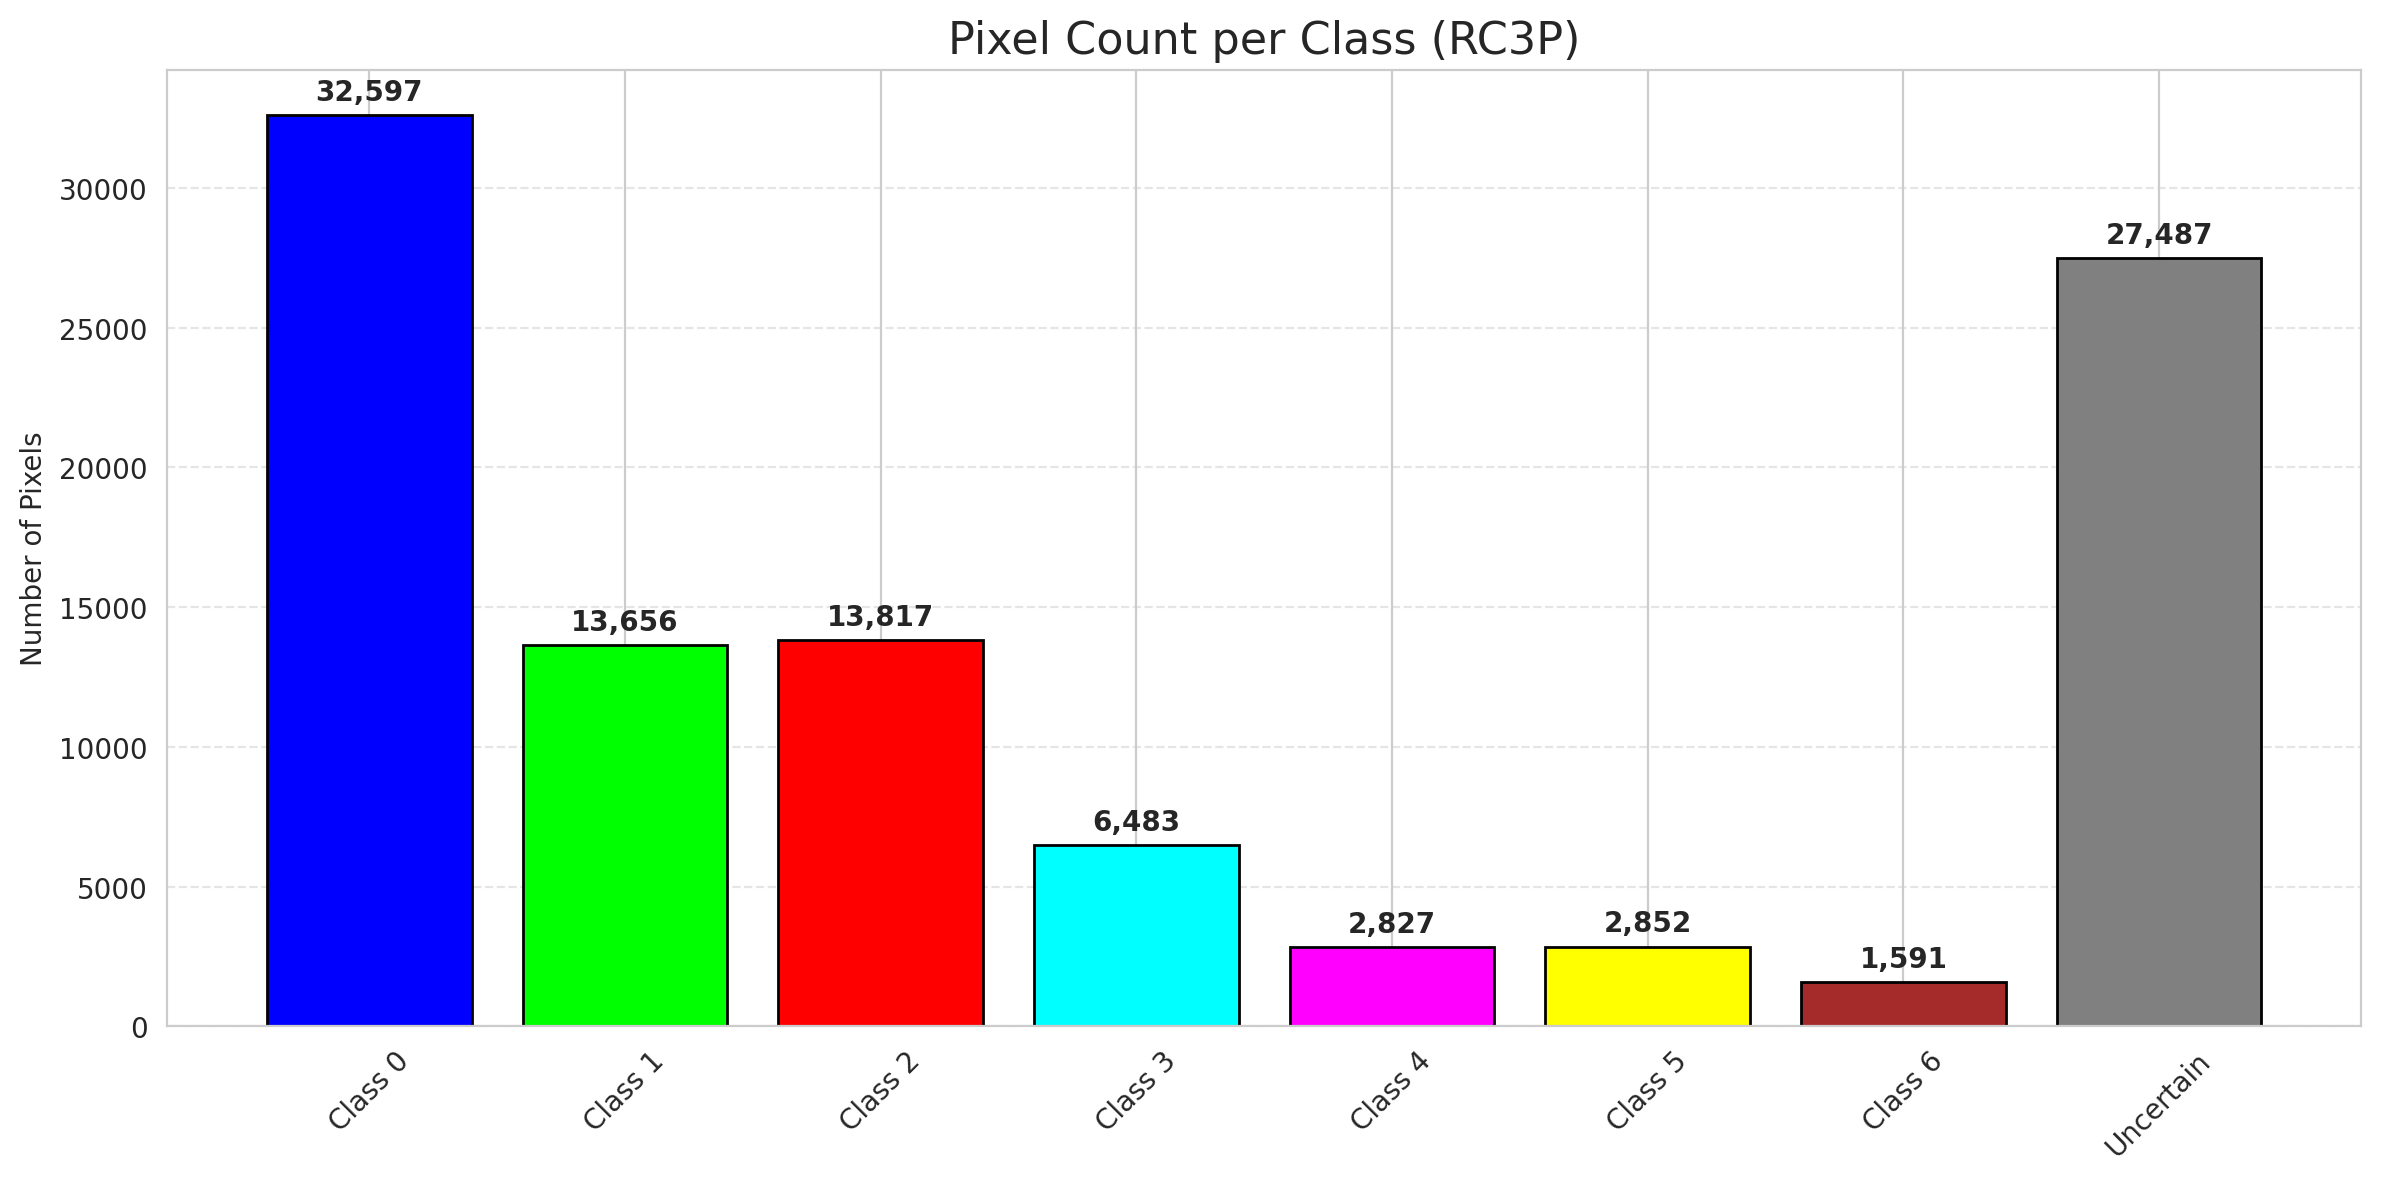 Pixel Count per Class (RC3P)
Number of Pixels
30000
25000
20000
15000
10000
5000
0
32,597
13,656
13,817
6,483
2,827
2,852
1,591
27,487
Class 0
Class 1
Class 2
Class 3
Class 4
Class 5
Class 6
Uncertain